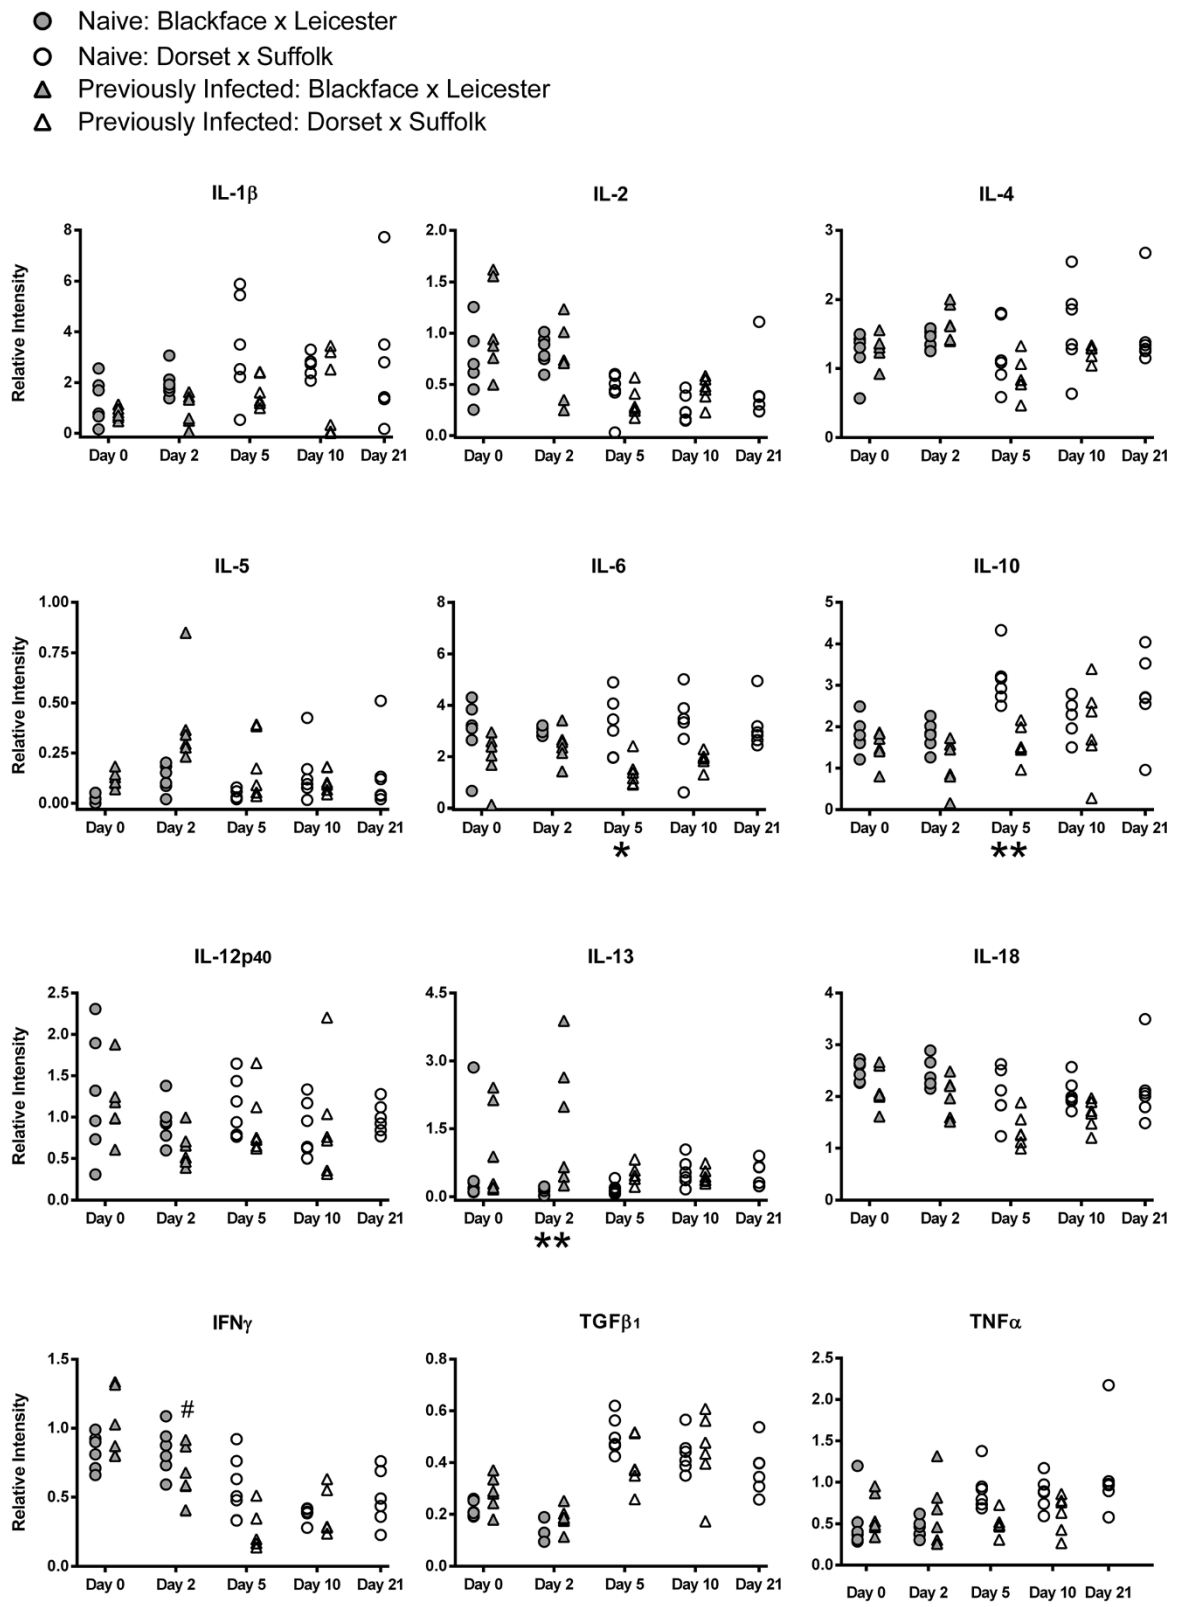 Naive: Blackface x Leicester
Naive: Dorset x Suffolk
Previously Infected: Blackface x Leicester
Previously Infected: Dorset x Suffolk
IL-1β
IL-2
IL-4
Relative Intensity
8
6
4
2
0
Day 0 Day 2 Day 5 Day 10 Day 21
2.0
1.5
1.0
0.5
0.0
Day 0 Day 2 Day 5 Day 10 Day 21
3
2
1
0
Day 0 Day 2 Day 5 Day 10 Day 21
IL-5
IL-6
IL-10
Relative Intensity
1.00
0.75
0.50
0.25
0.00
Day 0 Day 2 Day 5 Day 10 Day 21
8
6
4
2
0
Day 0 Day 2 Day 5 Day 10 Day 21
*
5
4
3
2
1
0
Day 0 Day 2 Day 5 Day 10 Day 21
**
IL-12p40
IL-13
IL-18
Relative Intensity
2.5
2.0
1.5
1.0
0.5
0.0
Day 0 Day 2 Day 5 Day 10 Day 21
4.5
3.0
1.5
0.0
Day 0 Day 2 Day 5 Day 10 Day 21
**
4
3
2
1
0
Day 0 Day 2 Day 5 Day 10 Day 21
IFNγ
TGFβ1
TNFα
Relative Intensity
1.5
1.0
0.5
0.0
#
Day 0 Day 2 Day 5 Day 10 Day 21
0.8
0.6
0.4
0.2
0.0
Day 0 Day 2 Day 5 Day 10 Day 21
2.5
2.0
1.5
1.0
0.5
0.0
Day 0 Day 2 Day 5 Day 10 Day 21